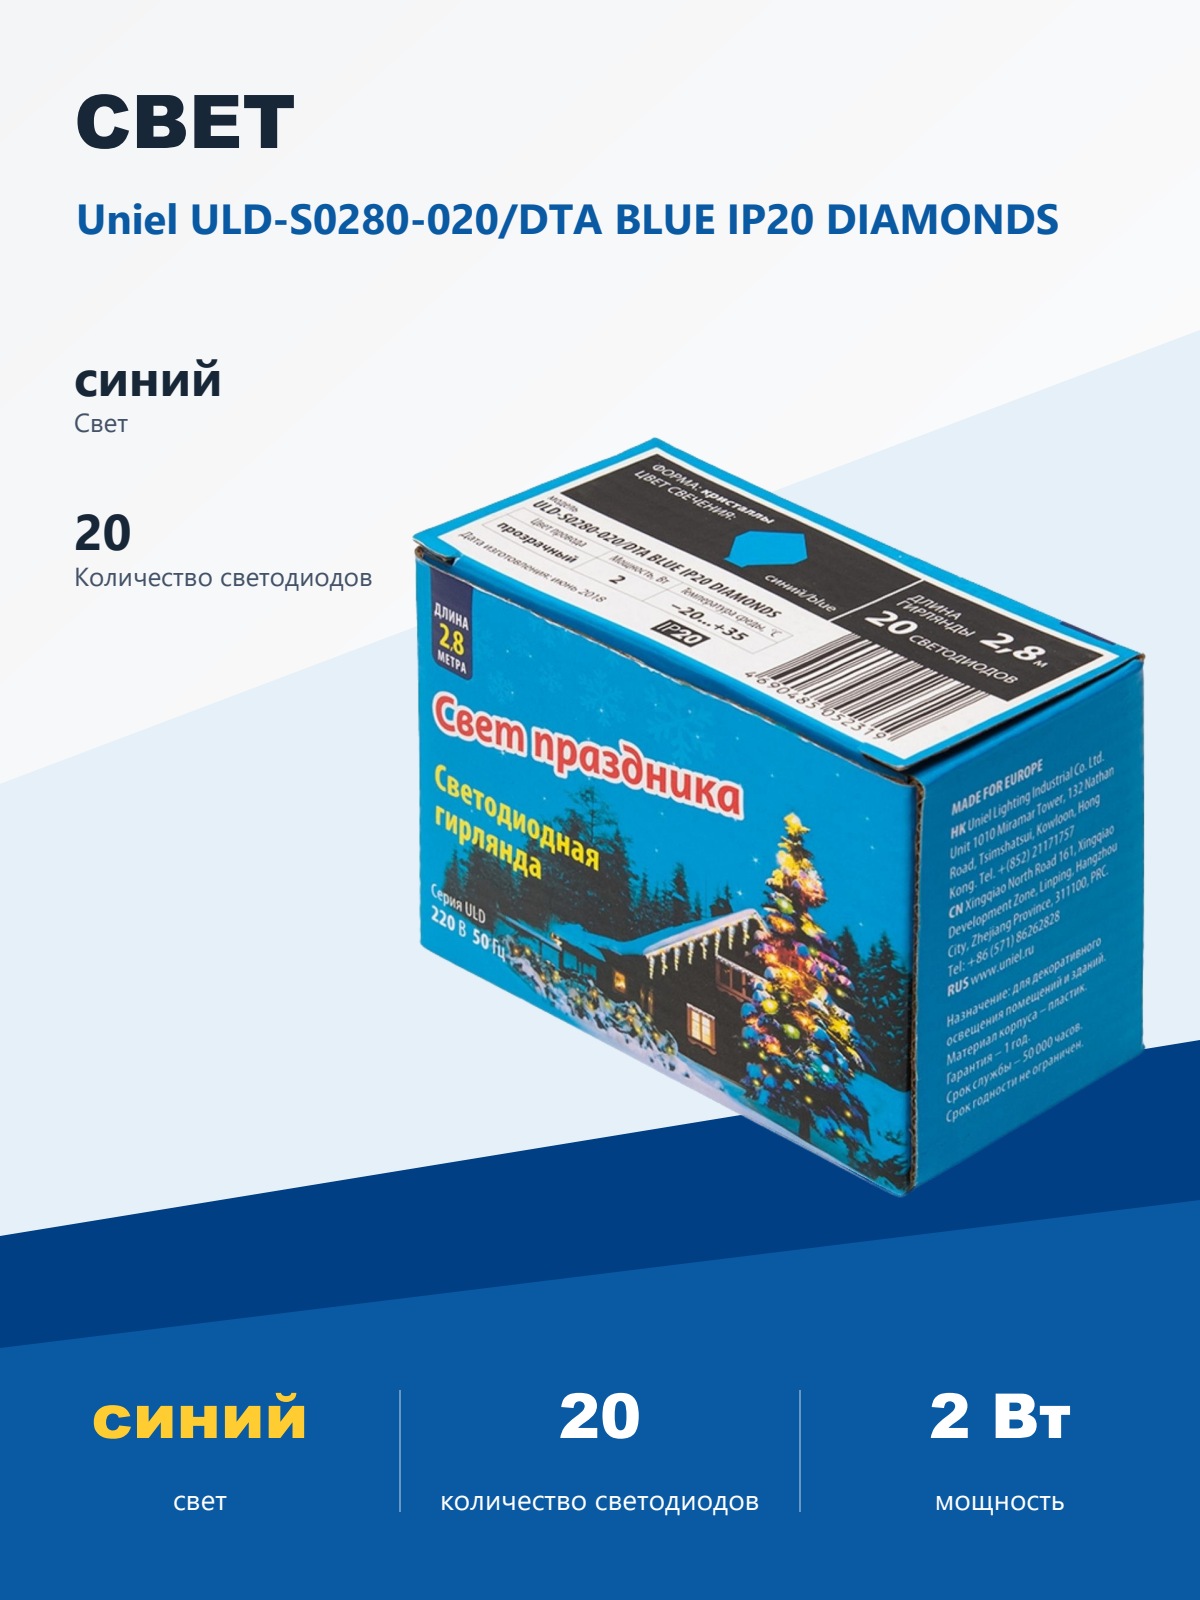 СВЕТ
Uniel ULD-S0280-020/DTA BLUE IP20 DIAMONDS
синий
Свет
20
Количество светодиодов
ФОРМА: кристаллы
ЦВЕТ СВЕЧЕНИЯ:
синий/blue
ДЛИНА
ГИРЛЯНДЫ 2,8 м
20 СВЕТОДИОДОВ
модель
ULD-S0280-020/DTA BLUE IP20 DIAMONDS
Цвет провода
прозрачный
Мощность, Вт
2
Температура среды, °C
−20...+35
Дата изготовления: июнь 2018
IP20
4690485052319
ДЛИНА
2,8
МЕТРА
Свет праздника
Светодиодная
гирлянда
Серия ULD
220 В 50 Гц
MADE FOR EUROPE
HK Uniel Lighting Industrial Co. Ltd.
Unit 1010 Miramar Tower, 132 Nathan
Road, Tsimshatsui, Kowloon, Hong
Kong. Tel. +(852) 21171757
CN Xingqiao North Road 161, Xingqiao
Development Zone, Linping, Hangzhou
City, Zhejiang Province, 311100, PRC.
Tel: +86 (571) 86262828
RUS www.uniel.ru
Назначение: для декоративного
освещения помещений и зданий.
Материал корпуса – пластик.
Гарантия – 1 год.
Срок службы – 50 000 часов.
Срок годности не ограничен.
синий
свет
20
количество светодиодов
2 Вт
мощность